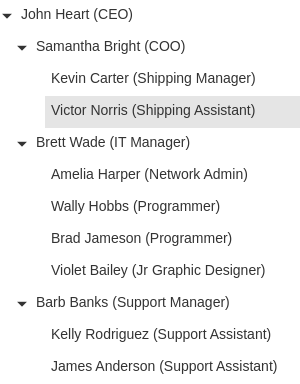 John Heart (CEO)
Samantha Bright (COO)
Kevin Carter (Shipping Manager)
Victor Norris (Shipping Assistant)
Brett Wade (IT Manager)
Amelia Harper (Network Admin)
Wally Hobbs (Programmer)
Brad Jameson (Programmer)
Violet Bailey (Jr Graphic Designer)
Barb Banks (Support Manager)
Kelly Rodriguez (Support Assistant)
James Anderson (Support Assistant)